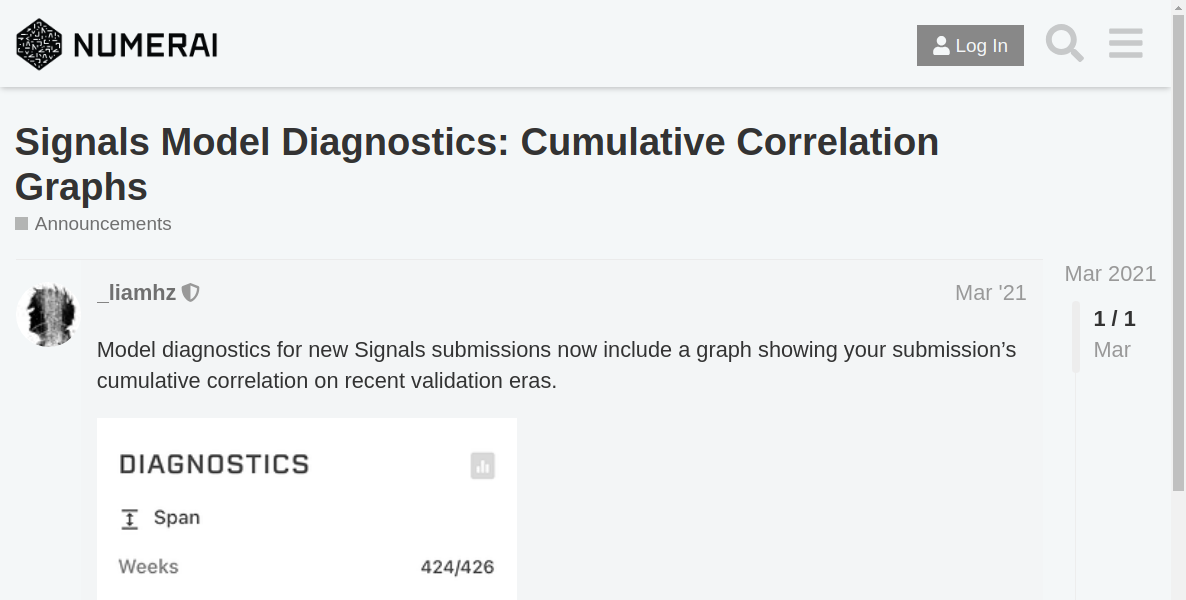 NUMERAI
Log In
Signals Model Diagnostics: Cumulative Correlation
Graphs
Announcements
_liamhz
Mar '21
Mar 2021
1 / 1
Mar
Model diagnostics for new Signals submissions now include a graph showing your submission’s
cumulative correlation on recent validation eras.
DIAGNOSTICS
Span
Weeks
424/426